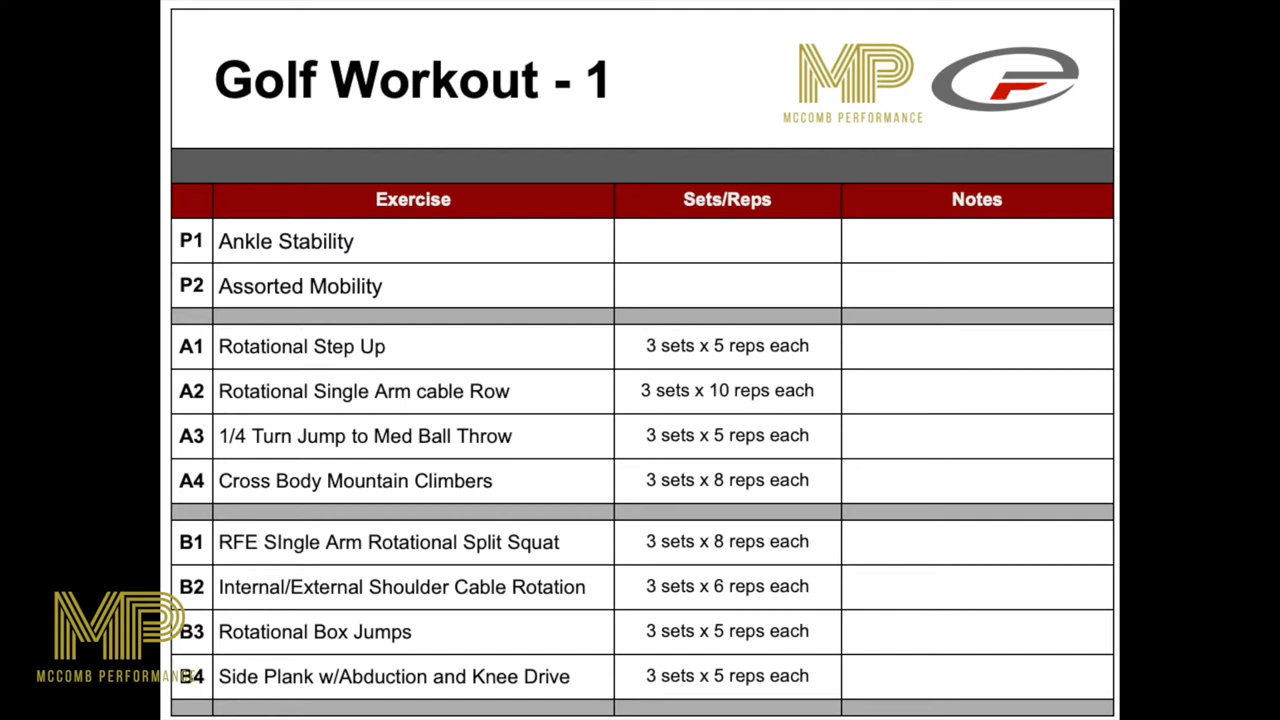 Golf Workout - 1
MP
MCCOMB PERFORMANCE
Exercise Sets/Reps Notes
P1 Ankle Stability
P2 Assorted Mobility
A1 Rotational Step Up 3 sets x 5 reps each
A2 Rotational Single Arm cable Row 3 sets x 10 reps each
A3 1/4 Turn Jump to Med Ball Throw 3 sets x 5 reps each
A4 Cross Body Mountain Climbers 3 sets x 8 reps each
B1 RFE SIngle Arm Rotational Split Squat 3 sets x 8 reps each
B2 Internal/External Shoulder Cable Rotation 3 sets x 6 reps each
B3 Rotational Box Jumps 3 sets x 5 reps each
B4 Side Plank w/Abduction and Knee Drive 3 sets x 5 reps each
MP
MCCOMB PERFORMANCE